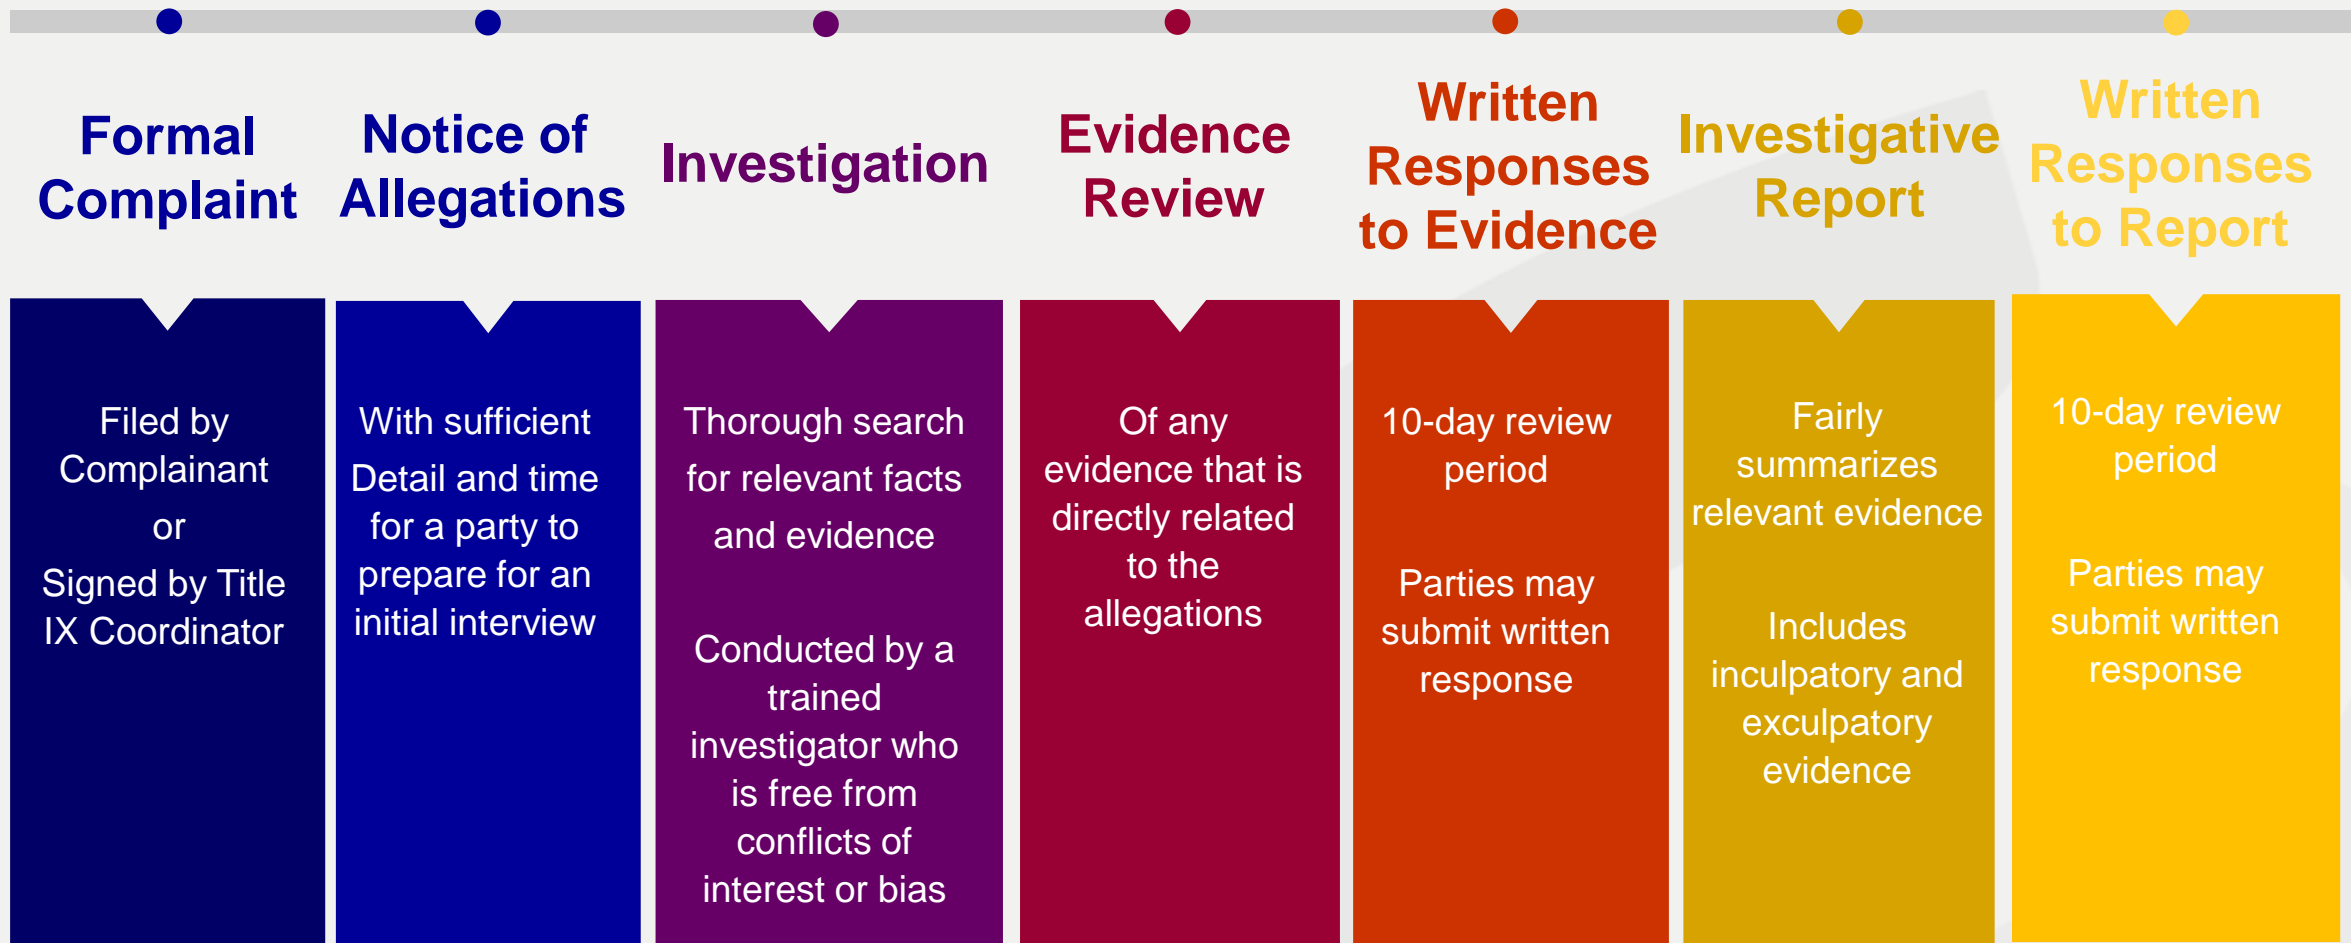 Formal
Complaint
Filed by
Complainant
or
Signed by Title
IX Coordinator
Notice of
Allegations
With sufficient
Detail and time
for a party to
prepare for an
initial interview
Investigation
Thorough search
for relevant facts
and evidence
Conducted by a
trained
investigator who
is free from
conflicts of
interest or bias
Evidence
Review
Of any
evidence that is
directly related
to the
allegations
Written
Responses
to Evidence
10-day review
period
Parties may
submit written
response
Investigative
Report
Fairly
summarizes
relevant evidence
Includes
inculpatory and
exculpatory
evidence
Written
Responses
to Report
10-day review
period
Parties may
submit written
response